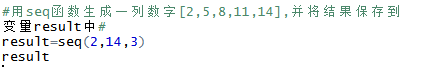 #用seq函数生成一列数字[2,5,8,11,14],并将结果保存到
变量result中#
result=seq(2,14,3)
result